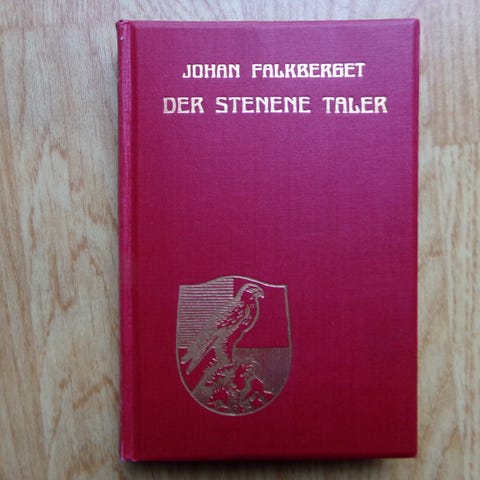 JOHAN FALKBERGET
DER STENENE TALER